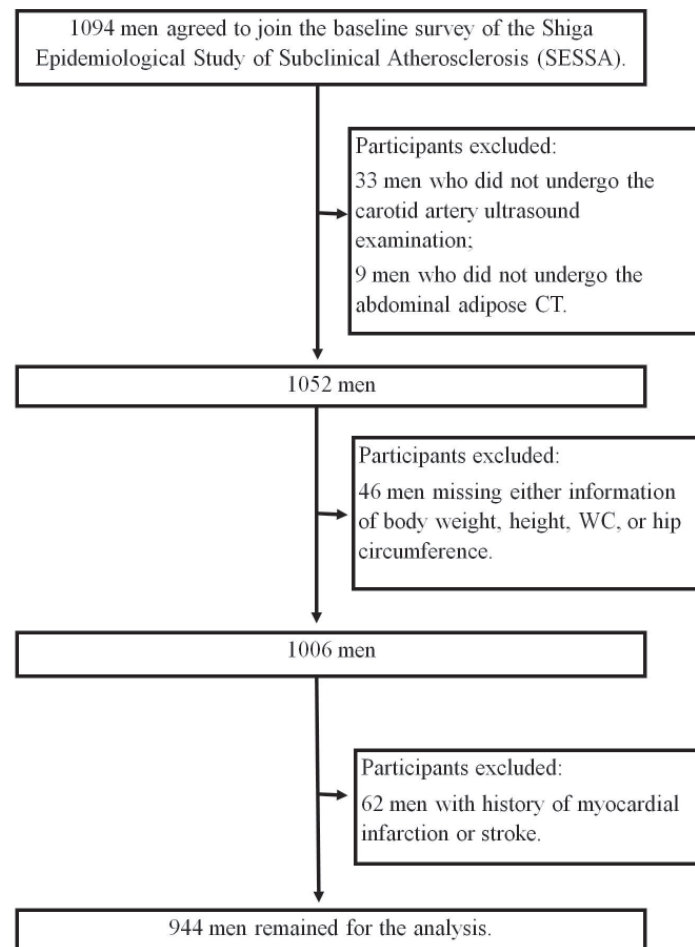 1094 men agreed to join the baseline survey of the Shiga
Epidemiological Study of Subclinical Atherosclerosis (SESSA).
Participants excluded:
33 men who did not undergo the
carotid artery ultrasound
examination;
9 men who did not undergo the
abdominal adipose CT.
1052 men
Participants excluded:
46 men missing either information
of body weight, height, WC, or hip
circumference.
1006 men
Participants excluded:
62 men with history of myocardial
infarction or stroke.
944 men remained for the analysis.